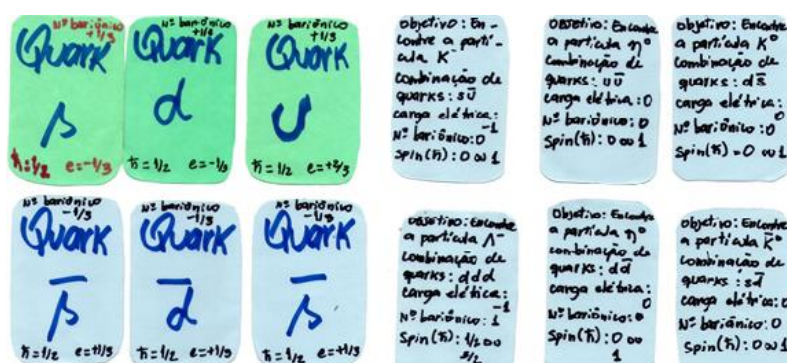 Nº bariônico
+1/3
Quark
s
ħ=1/2 e=-1/3
Nº bariônico
Quark
d
ħ=1/2 e=-1/3
Nº bariônico
+1/3
Quark
U
ħ=1/2 e=+2/3
Objetivo: En-
contre a partí-
cula K⁻
combinação de
quarks: sū
carga elétrica:
-1
Nº bariônico: 0
Spin(ħ): 0 ou 1
Objetivo: Encontre
a partícula η⁰
combinação de
quarks: uū
carga elétrica: 0
Nº bariônico: 0
Spin(ħ): 0 ou 1
Objetivo: Encontre
a partícula K⁰
combinação de
quarks: ds̅
carga elétrica:
0
Nº bariônico: 0
Spin(ħ)=0 ou 1
Nº bariônico
-1/3
Quark
s̅
ħ=1/2 e=+1/3
Nº bariônico
-1/3
Quark
d̅
ħ=1/2 e=+1/3
Nº bariônico
-1/3
Quark
s̅
ħ=1/2 e=+1/3
Objetivo: Encontre
a partícula Λ⁻
combinação de
quarks: ddd
carga elétrica:
-1
Nº bariônico: 1
Spin(ħ): 1/2 ou
3/2
Objetivo: Encontre
a partícula η⁰
combinação de
quarks: dd̅
carga elétrica:
0
Nº bariônico: 0
Spin(ħ): 0 ou
1
Objetivo: Encontre
a partícula K̅⁰
combinação de
quarks: sd̅
carga elétrica: 0
Nº bariônico: 0
Spin(ħ): 0 ou 1